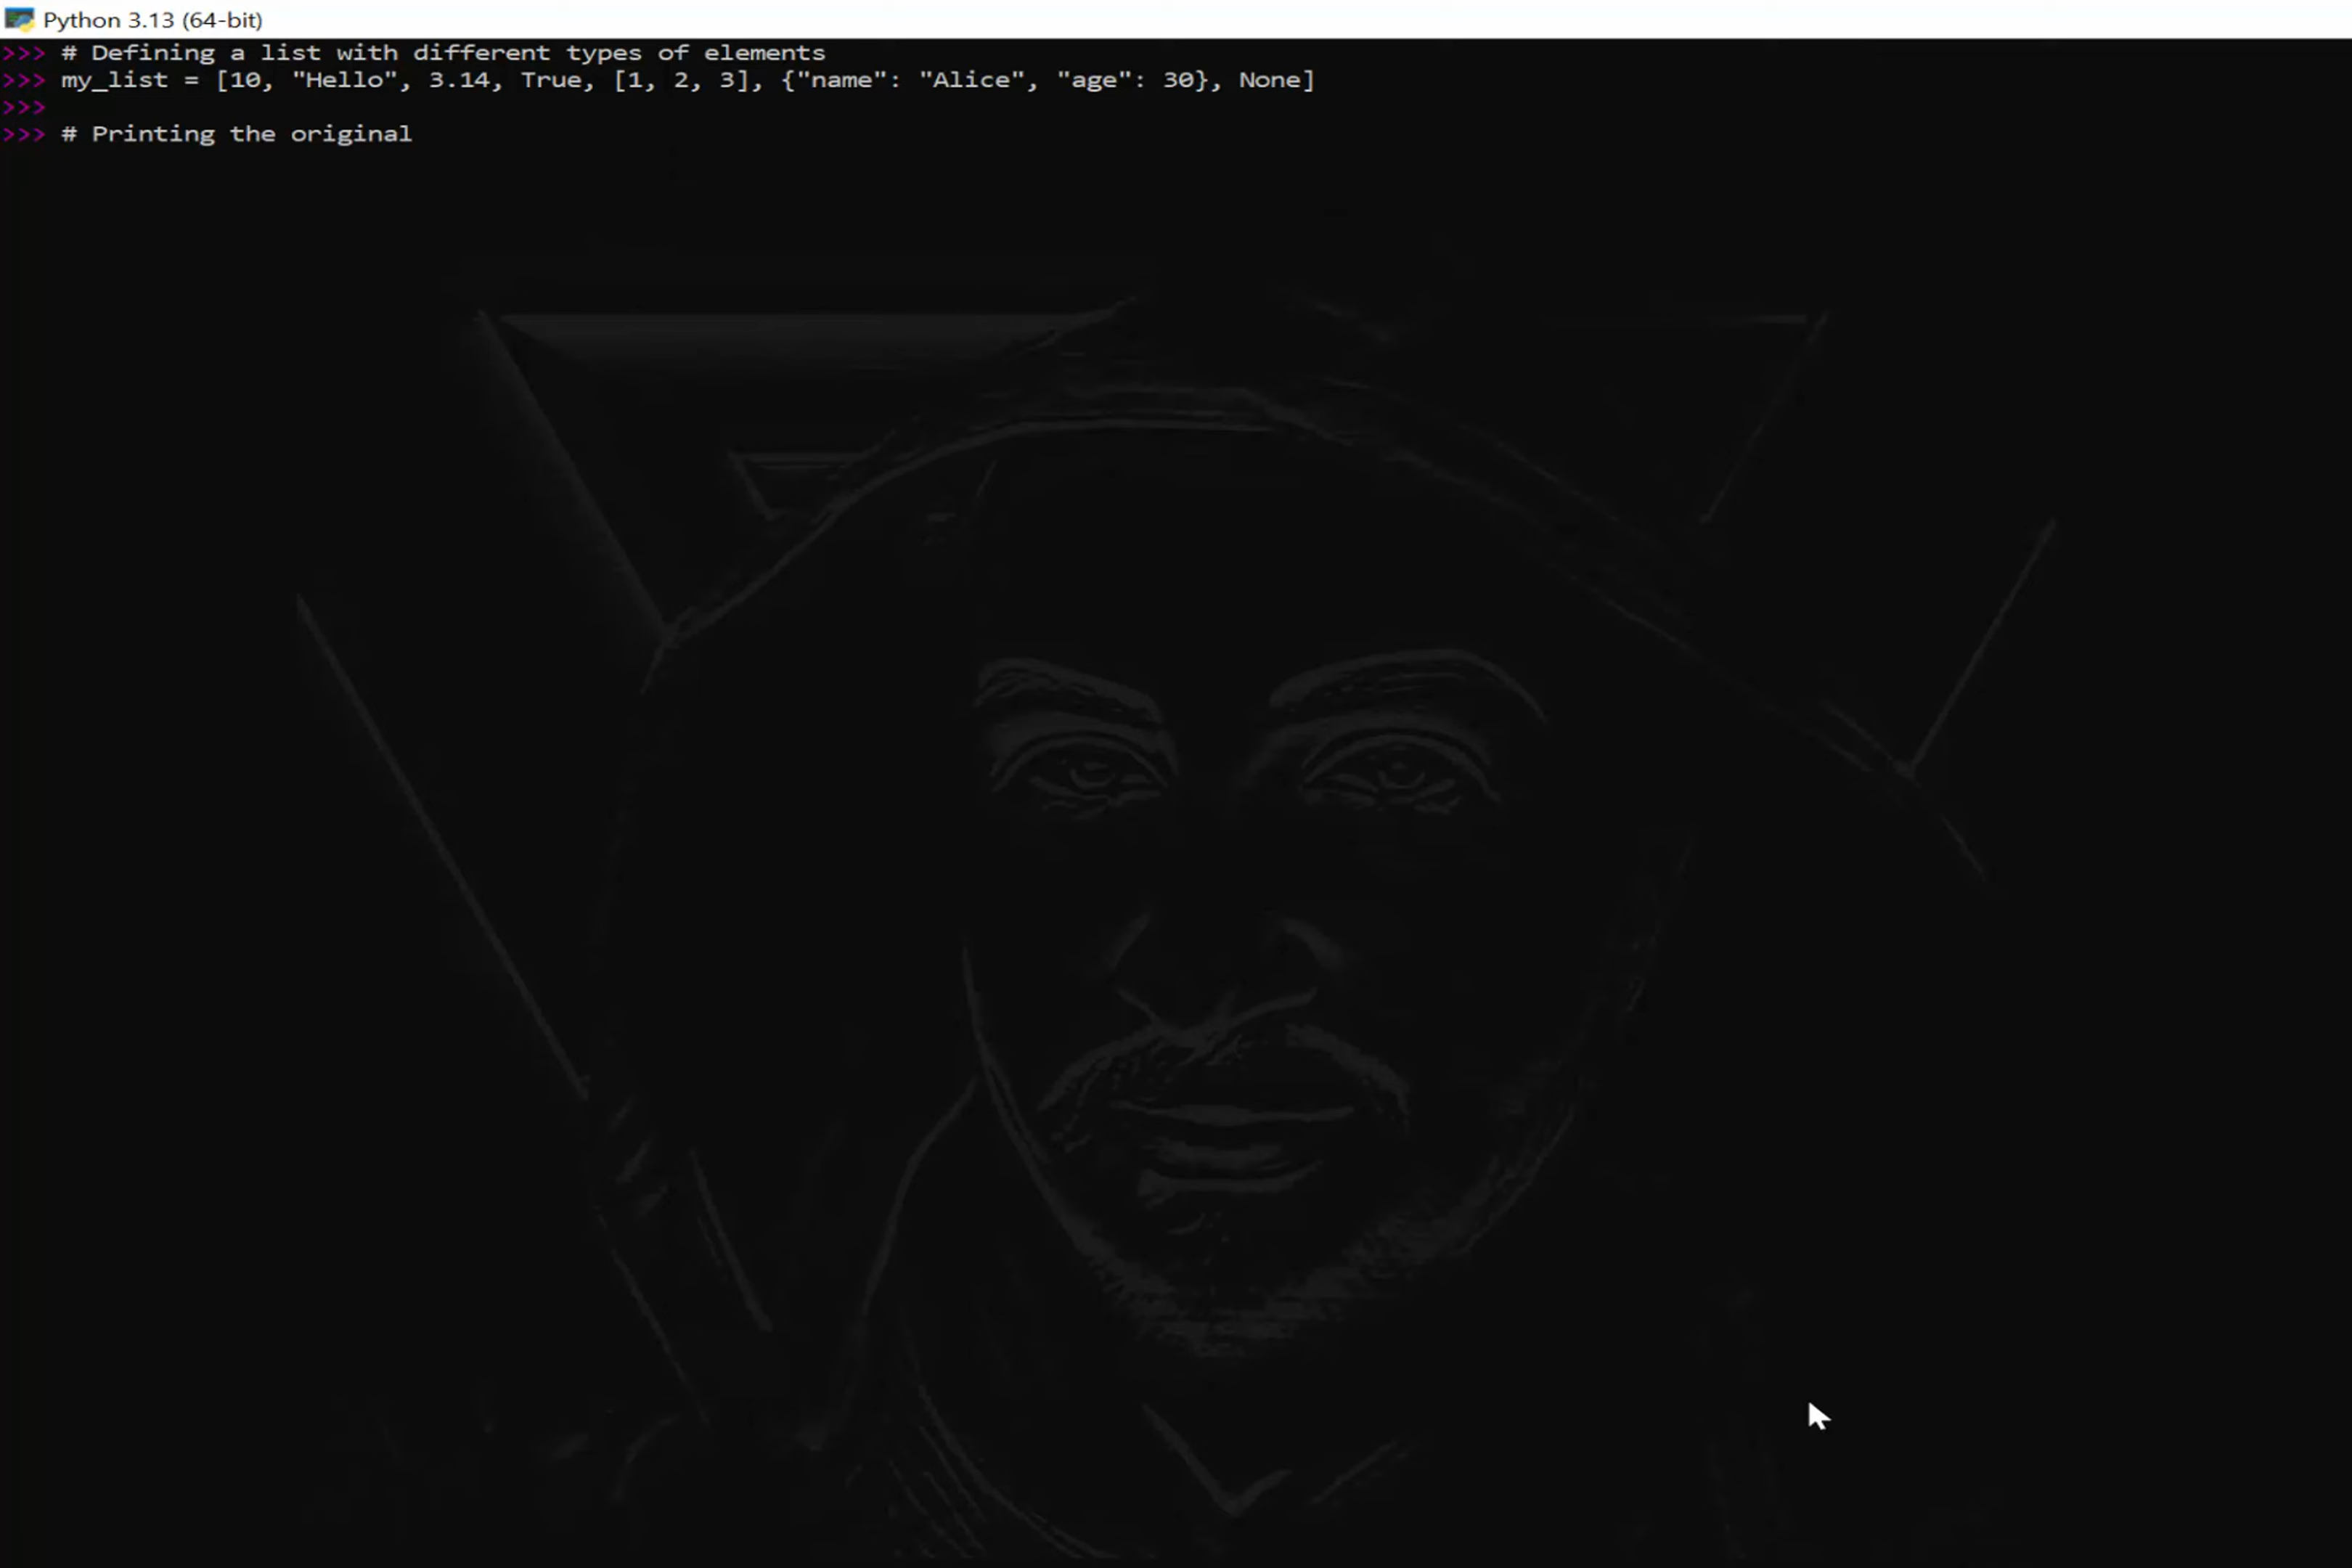 Python 3.13 (64-bit)
>>> # Defining a list with different types of elements
>>> my_list = [10, "Hello", 3.14, True, [1, 2, 3], {"name": "Alice", "age": 30}, None]
>>>
>>> # Printing the original